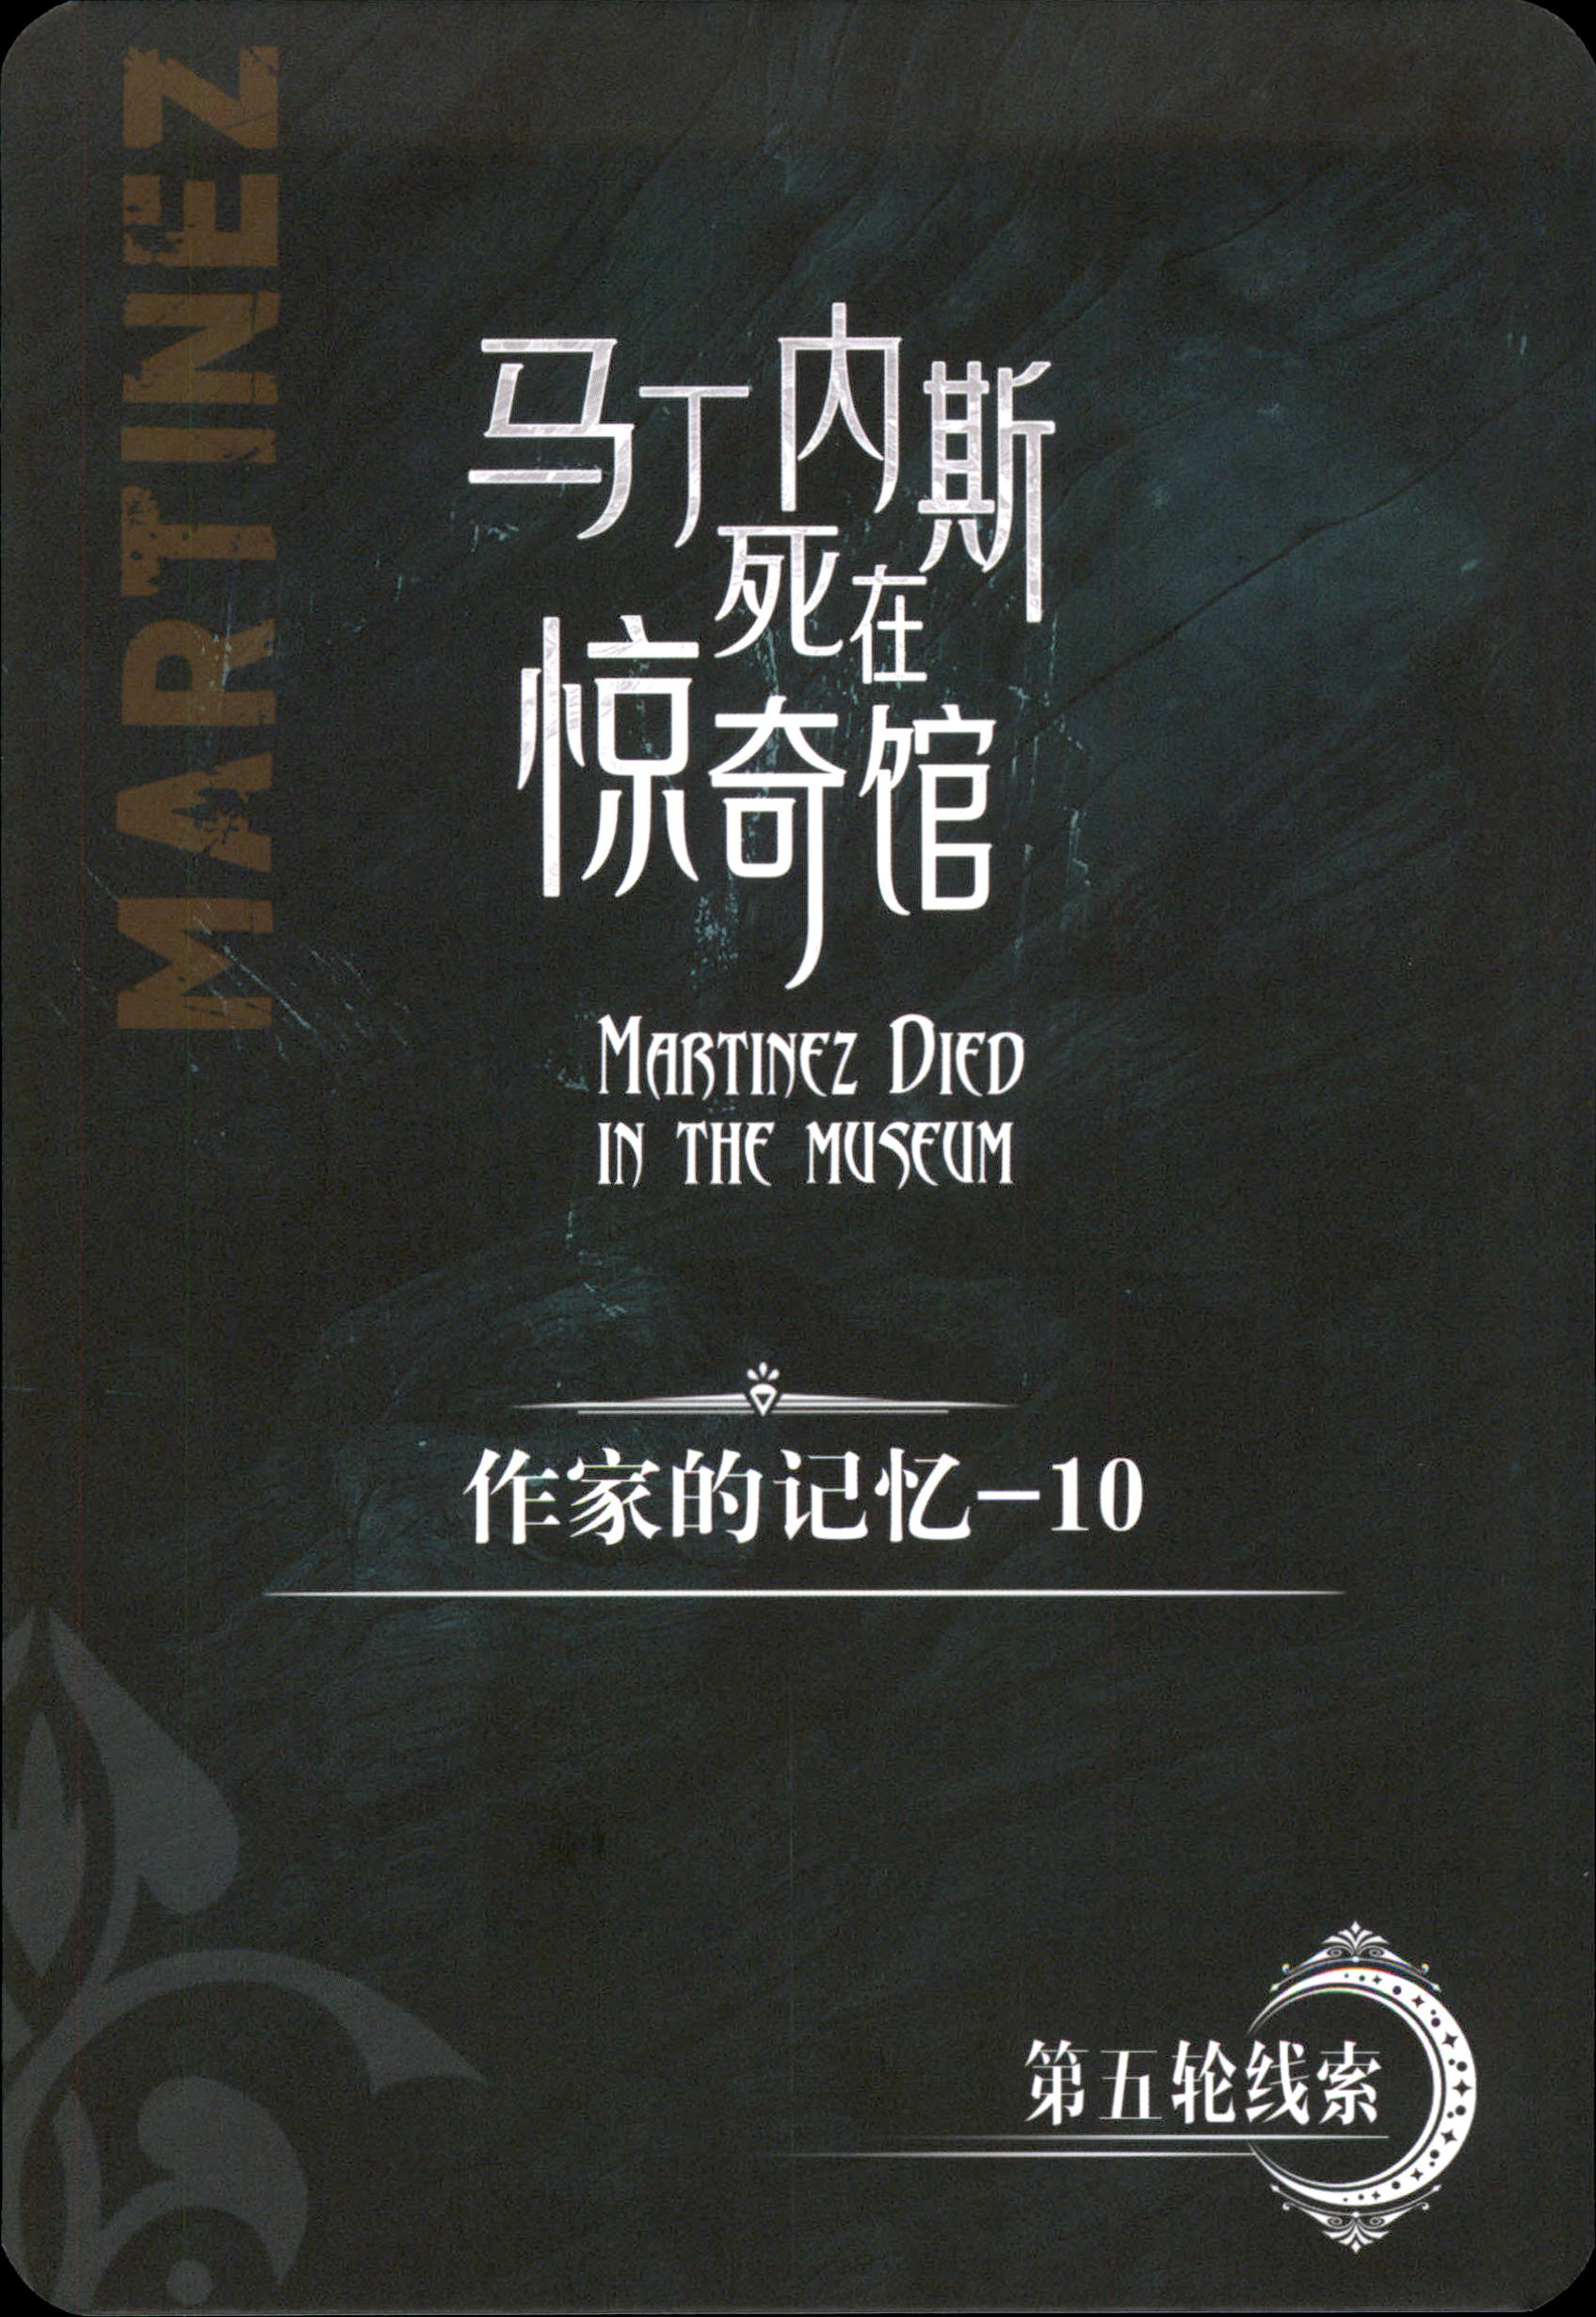 MARTINEZ
马丁内斯
死在
惊奇馆
MARTINEZ DIED
IN THE MUSEUM
作家的记忆-10
第五轮线索